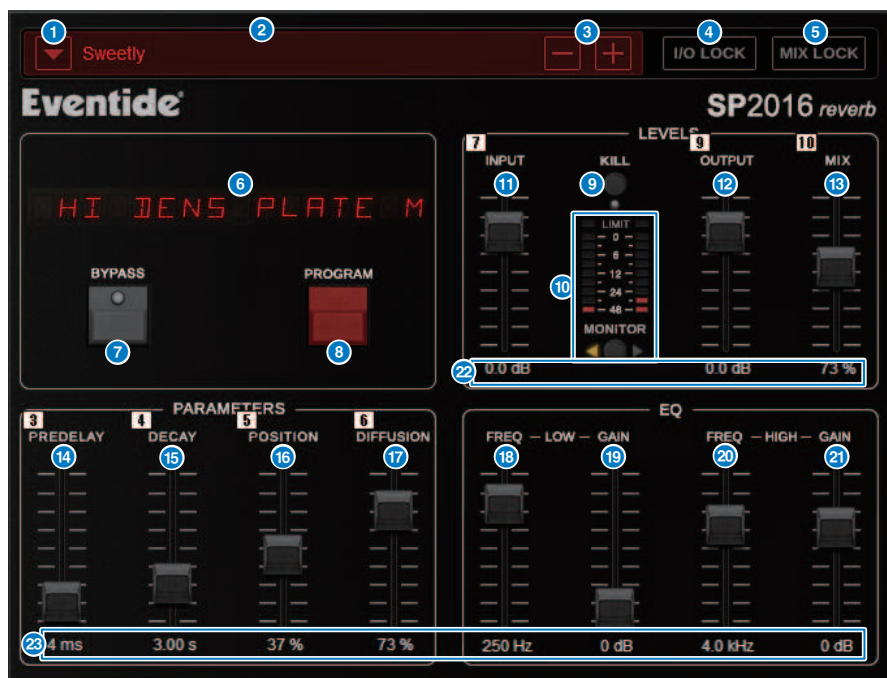 1 2 3 4 5
Sweetly − + I/O LOCK MIX LOCK
Eventide® SP2016 reverb
LEVELS
7 9 10
INPUT KILL OUTPUT MIX
6 11 9 12 13
HI DENS PLATE M
LIMIT
0
6
12
10 24
48
BYPASS PROGRAM
MONITOR
7 8
22 0.0 dB 0.0 dB 73 %
PARAMETERS
3 4 5 6
PREDELAY DECAY POSITION DIFFUSION
14 15 16 17
EQ
FREQ — LOW — GAIN FREQ — HIGH — GAIN
18 19 20 21
23 4 ms 3.00 s 37 % 73 % 250 Hz 0 dB 4.0 kHz 0 dB